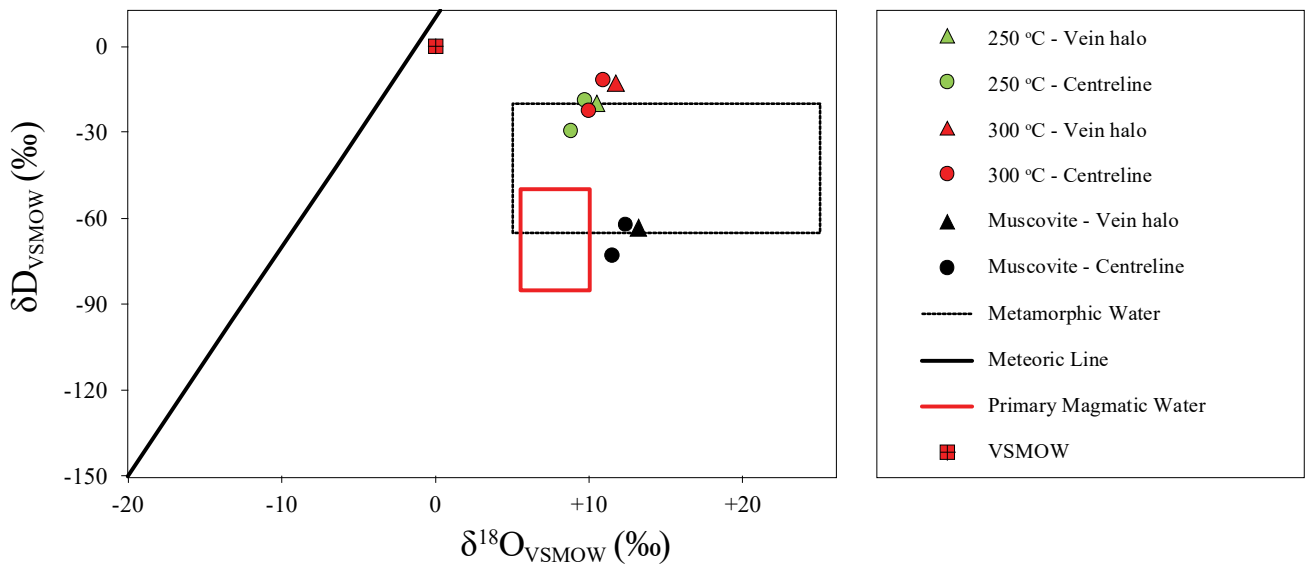 0
-30
-60
-90
-120
-150
-20
-10
0
+10
+20
δD_VSMOW (‰)
δ¹⁸O_VSMOW (‰)
250 °C - Vein halo
250 °C - Centreline
300 °C - Vein halo
300 °C - Centreline
Muscovite - Vein halo
Muscovite - Centreline
Metamorphic Water
Meteoric Line
Primary Magmatic Water
VSMOW